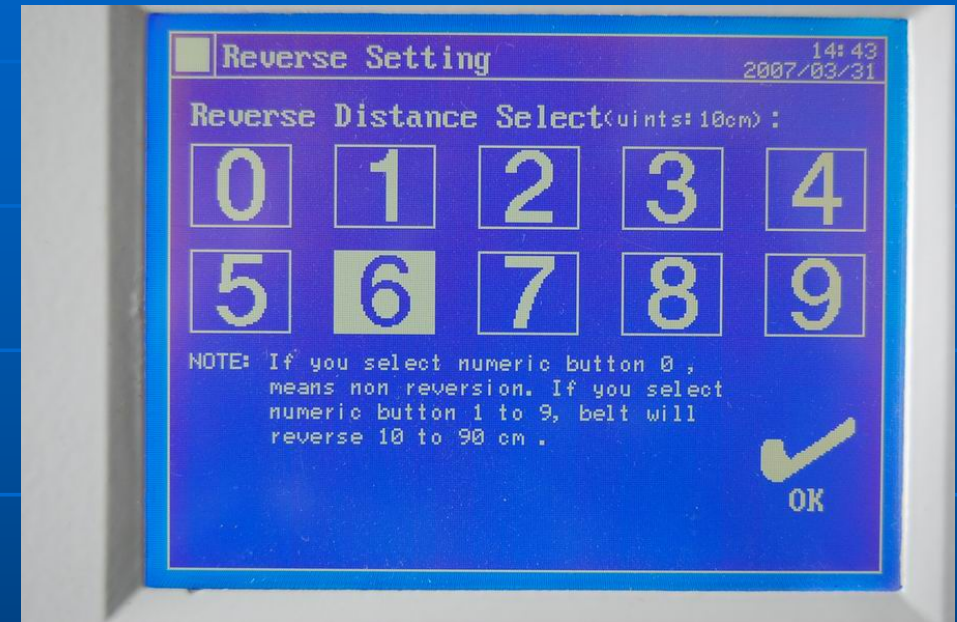 Reverse Setting
14:43
2007/03/31
Reverse Distance Select(uints:10cm):
0 1 2 3 4
5 6 7 8 9
NOTE: If you select numeric button 0 ,
means non reversion. If you select
numeric button 1 to 9, belt will
reverse 10 to 90 cm .
OK